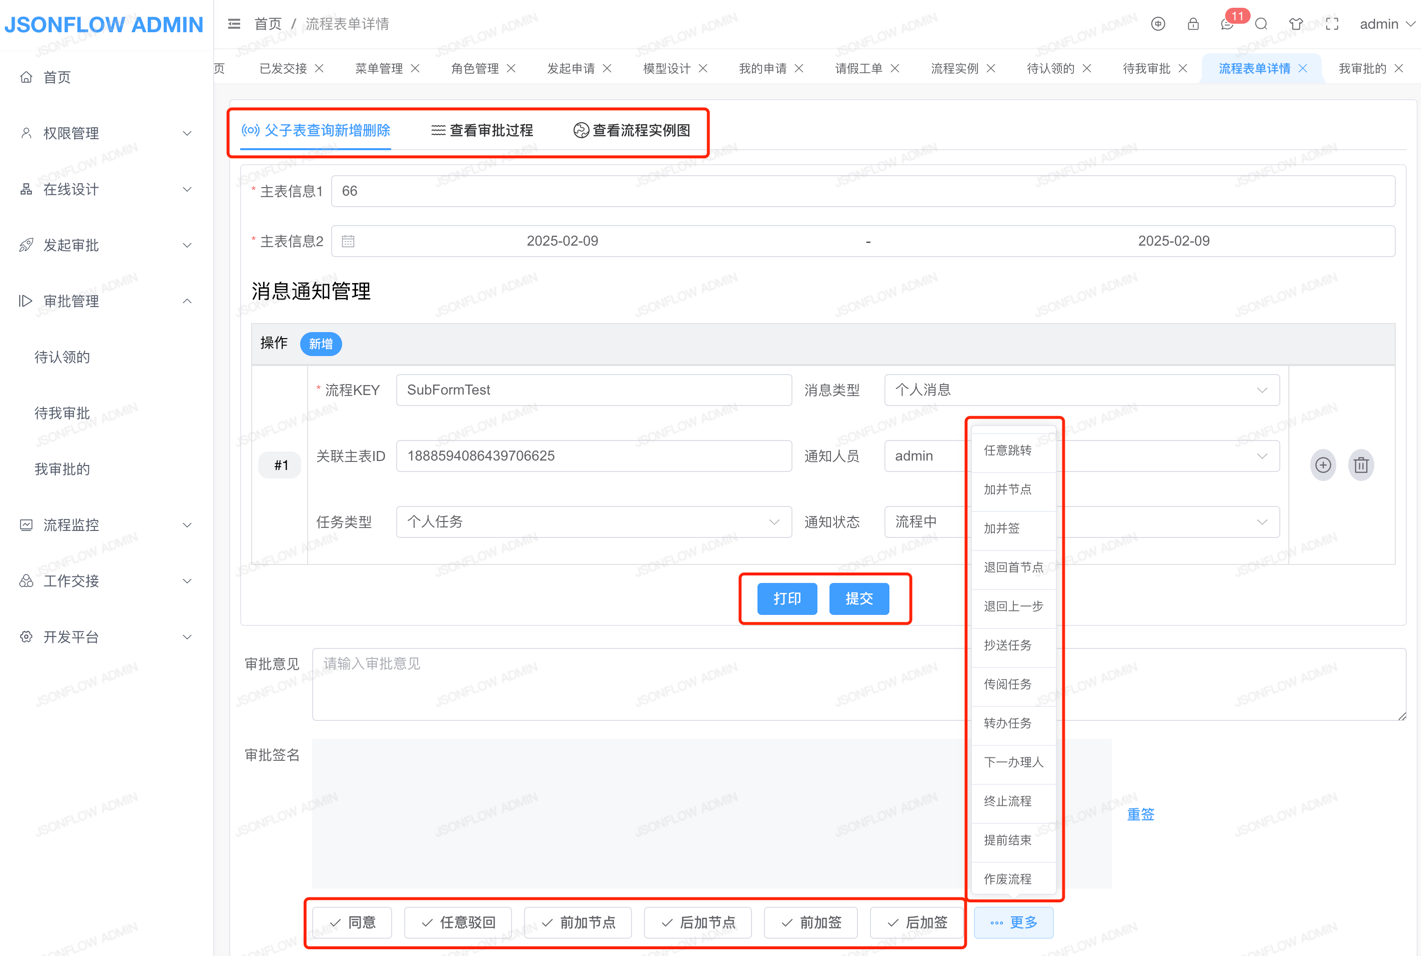 JSONFLOW ADMIN
首页 / 流程表单详情
11
admin
页
已发交接
菜单管理
角色管理
发起申请
模型设计
我的申请
请假工单
流程实例
待认领的
待我审批
流程表单详情
我审批的
首页
权限管理
在线设计
发起审批
审批管理
待认领的
待我审批
我审批的
流程监控
工作交接
开发平台
父子表查询新增删除
查看审批过程
查看流程实例图
* 主表信息1 66
* 主表信息2 2025-02-09 - 2025-02-09
消息通知管理
操作 新增
#1
* 流程KEY SubFormTest 消息类型 个人消息
关联主表ID 1888594086439706625 通知人员 admin
任务类型 个人任务 通知状态 流程中
打印 提交
任意跳转
加并节点
加并签
退回首节点
退回上一步
抄送任务
传阅任务
转办任务
下一办理人
终止流程
提前结束
作废流程
审批意见 请输入审批意见
审批签名
重签
同意 任意驳回 前加节点 后加节点 前加签 后加签 更多
JSONFLOW ADMIN